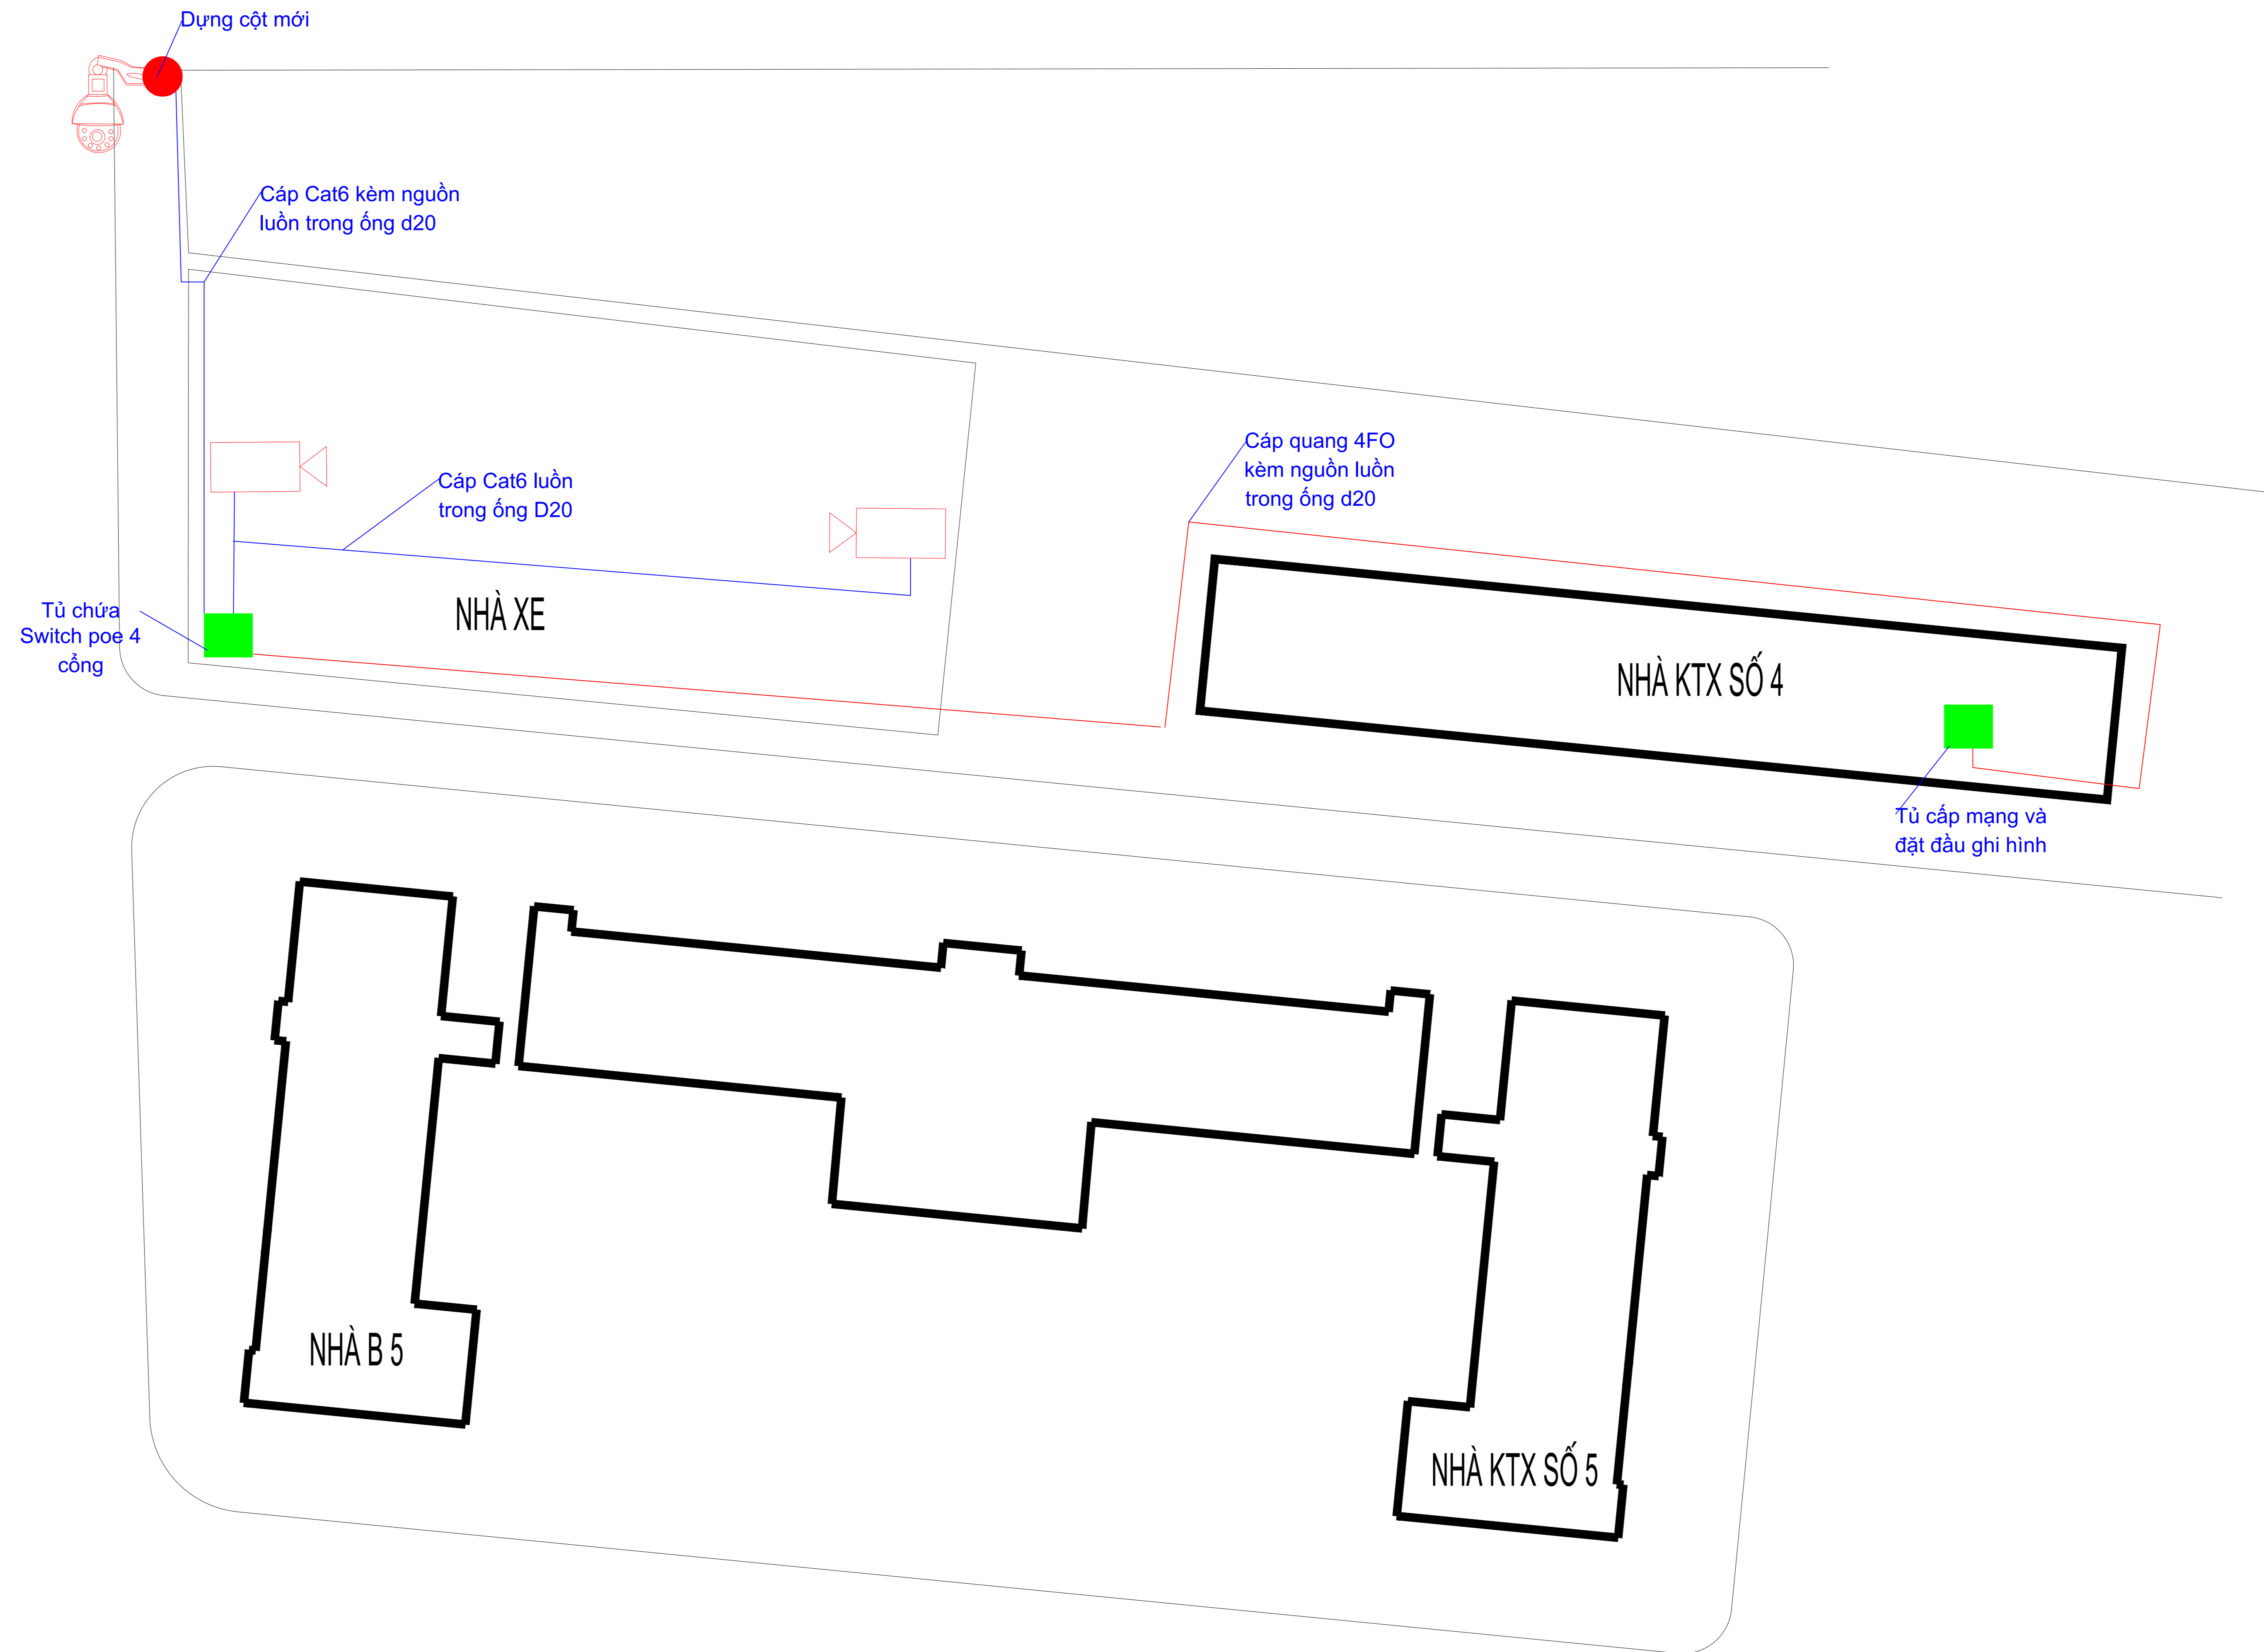 Dựng cột mới
Cáp Cat6 kèm nguồn
luồn trong ống d20
Cáp quang 4FO
kèm nguồn luồn
trong ống d20
Cáp Cat6 luồn
trong ống D20
Tủ chứa
Switch poe 4
cổng
NHÀ XE
NHÀ KTX SỐ 4
Tủ cấp mạng và
đặt đầu ghi hình
NHÀ B 5
NHÀ KTX SỐ 5